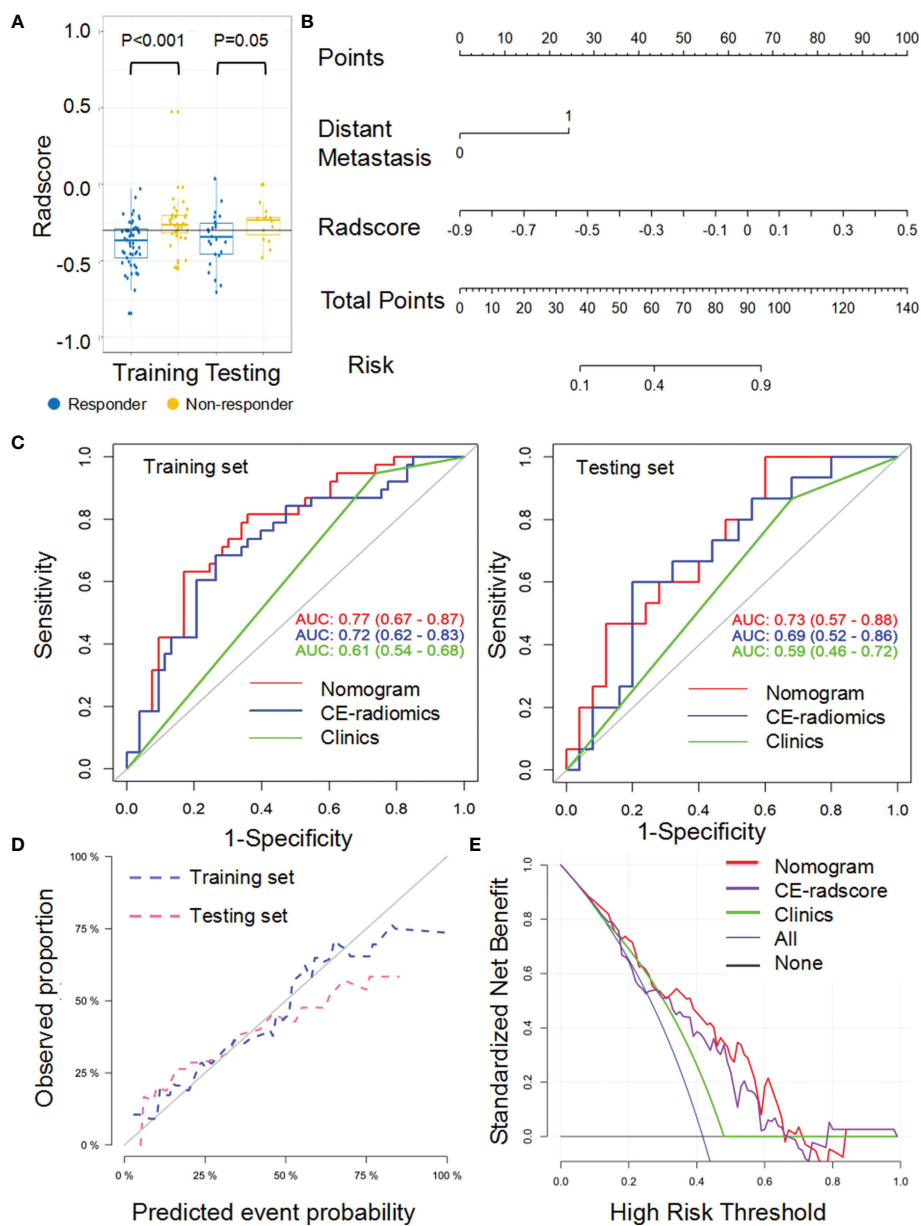 A
P<0.001 P=0.05
1.0
0.5
0.0
-0.5
-1.0
Radscore
Training Testing
Responder Non-responder
B
Points
0 10 20 30 40 50 60 70 80 90 100
Distant
Metastasis
0
1
Radscore
-0.9 -0.7 -0.5 -0.3 -0.1 0 0.1 0.3 0.5
Total Points
0 10 20 30 40 50 60 70 80 90 100 120 140
Risk
0.1 0.4 0.9
C
Training set
Sensitivity
1.0
0.8
0.6
0.4
0.2
0.0
AUC: 0.77 (0.67 - 0.87)
AUC: 0.72 (0.62 - 0.83)
AUC: 0.61 (0.54 - 0.68)
Nomogram
CE-radiomics
Clinics
0.0 0.2 0.4 0.6 0.8 1.0
1-Specificity
Testing set
Sensitivity
1.0
0.8
0.6
0.4
0.2
0.0
AUC: 0.73 (0.57 - 0.88)
AUC: 0.69 (0.52 - 0.86)
AUC: 0.59 (0.46 - 0.72)
Nomogram
CE-radiomics
Clinics
0.0 0.2 0.4 0.6 0.8 1.0
1-Specificity
D
100 %
75 %
50 %
25 %
0 %
Observed proportion
Training set
Testing set
0 % 25 % 50 % 75 % 100 %
Predicted event probability
E
Standardized Net Benefit
1.0
0.8
0.6
0.4
0.2
0.0
Nomogram
CE-radscore
Clinics
All
None
0.0 0.2 0.4 0.6 0.8 1.0
High Risk Threshold